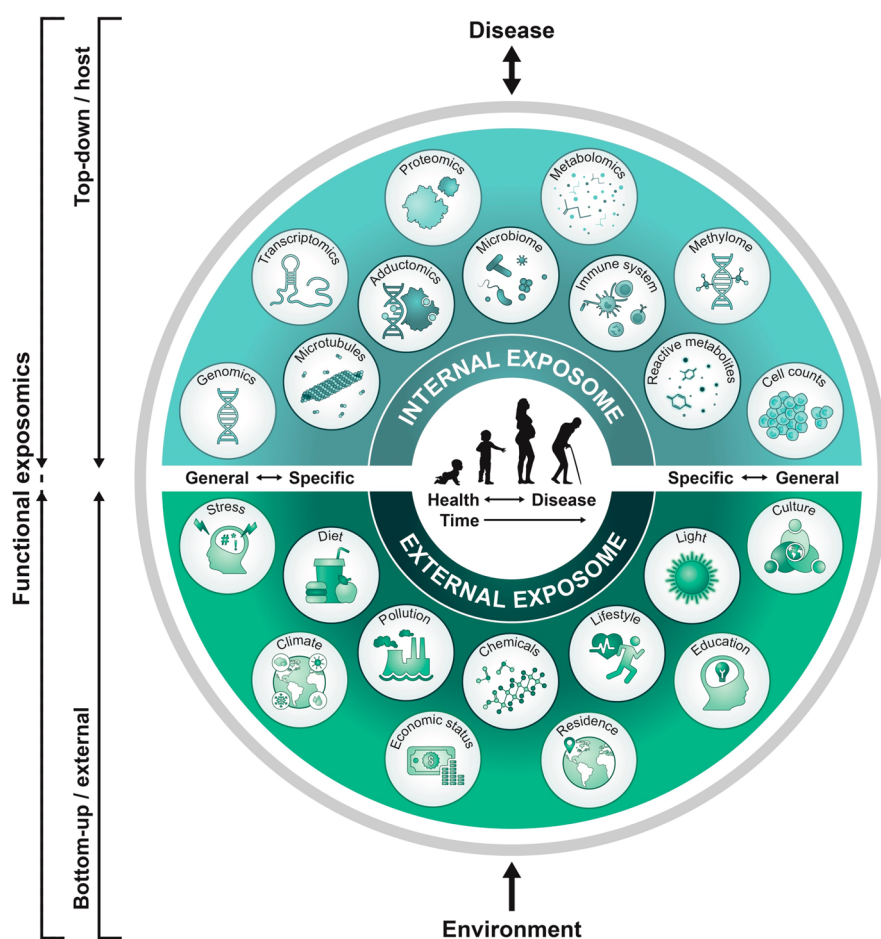 Disease
Top-down / host
Functional exposomics
Bottom-up / external
Proteomics
Metabolomics
Transcriptomics
Adductomics
Microbiome
Immune system
Methylome
Genomics
Microtubules
Reactive metabolites
Cell counts
INTERNAL EXPOSOME
General
Specific
Specific
General
Health
Disease
Time
EXTERNAL EXPOSOME
Stress
#*!
Diet
Light
Culture
Climate
Pollution
Chemicals
Lifestyle
Education
Economic status
$
Residence
Environment